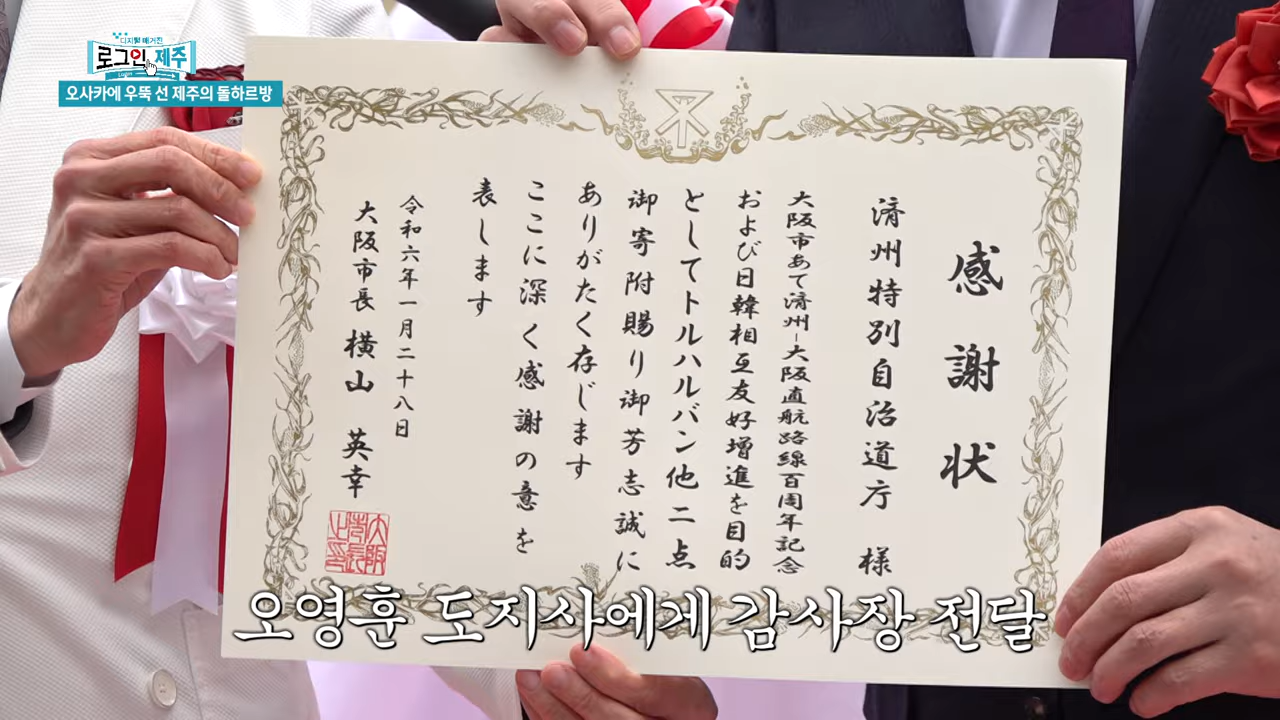 디지털 매거진
로그인 제주
Login
오사카에 우뚝 선 제주의 돌하르방
感謝状
済州特別自治道庁 様
大阪市あて済州-大阪直航路線百周年記念
および日韓相互友好増進を目的
としてトルハルバン他二点
御寄附賜り御芳志誠に
ありがたく存じます
ここに深く感謝の意を
表します
令和六年一月二十八日
大阪市長 横山 英幸
大阪市長之印
오영훈 도지사에게 감사장 전달